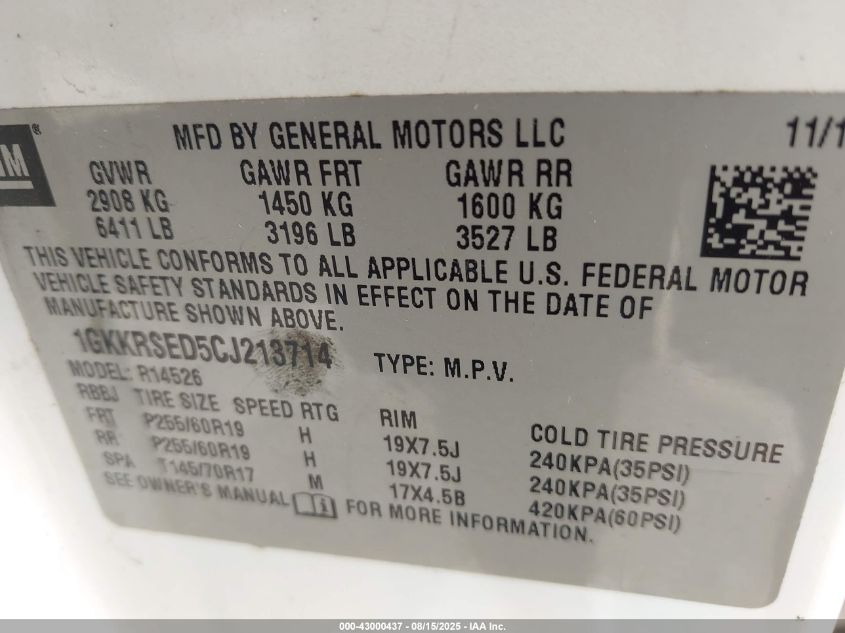 GM®
MFD BY GENERAL MOTORS LLC 11/1
GVWR GAWR FRT GAWR RR
2908 KG 1450 KG 1600 KG
6411 LB 3196 LB 3527 LB
THIS VEHICLE CONFORMS TO ALL APPLICABLE U.S. FEDERAL MOTOR
VEHICLE SAFETY STANDARDS IN EFFECT ON THE DATE OF
MANUFACTURE SHOWN ABOVE.
1GKKRSED5CJ213714 TYPE: M.P.V.
MODEL: R14526
RBBJ TIRE SIZE SPEED RTG RIM COLD TIRE PRESSURE
FRT P255/60R19 H 19X7.5J 240KPA(35PSI)
RR P255/60R19 H 19X7.5J 240KPA(35PSI)
SPA T145/70R17 M 17X4.5B 420KPA(60PSI)
SEE OWNER'S MANUAL FOR MORE INFORMATION.
000-43000437 - 08/15/2025 - IAA Inc.